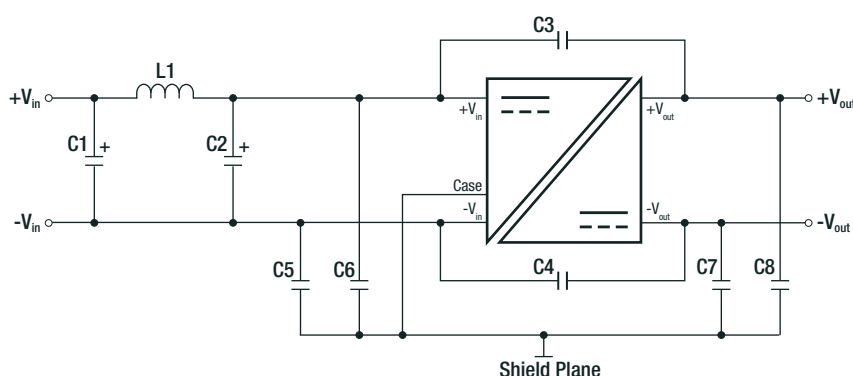 C3
L1
+Vin
+Vin
+Vout
+Vout
C1 +
C2 +
Case
-Vin
-Vin
-Vout
-Vout
C5
C6
C4
C7
C8
Shield Plane